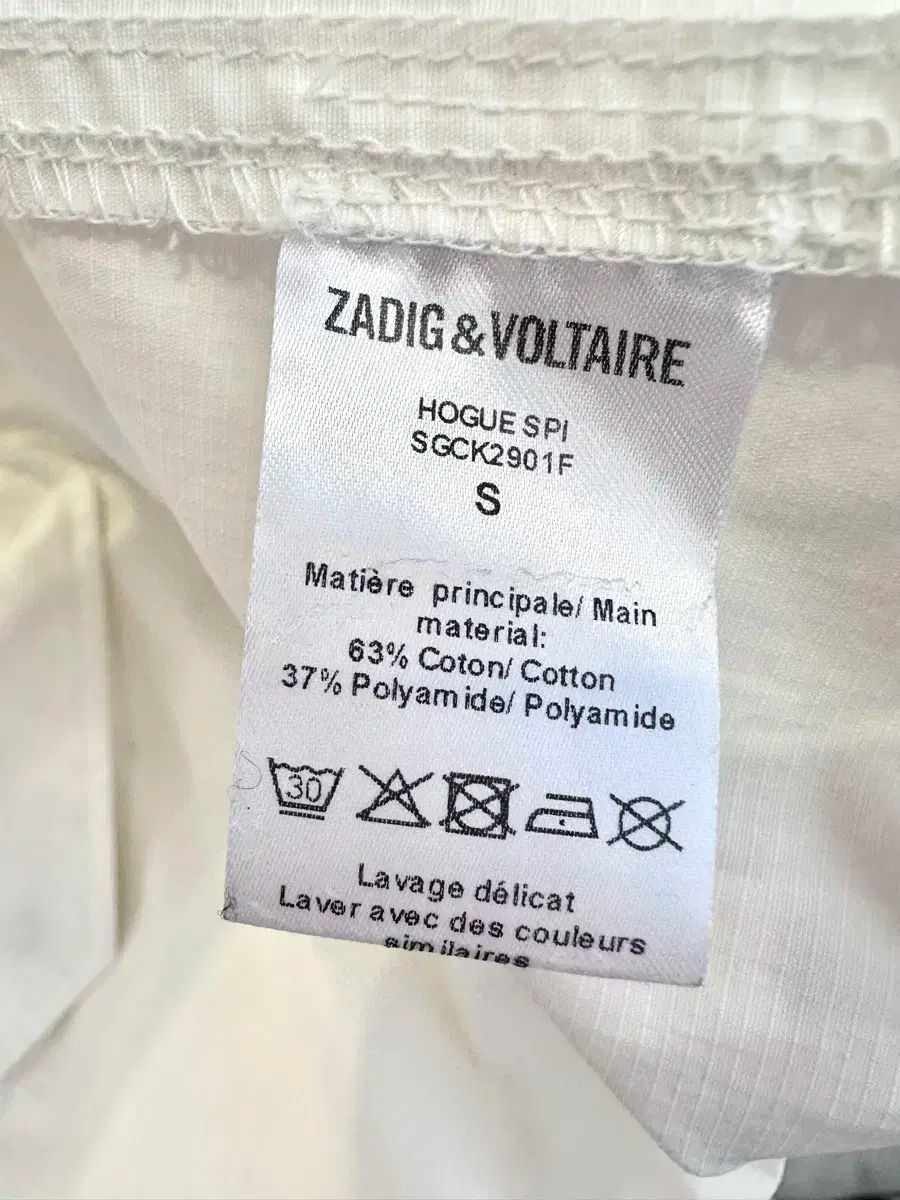 ZADIG&VOLTAIRE
HOGUE SPI
SGCK2901F
S
Matière principale/ Main
material:
63% Coton/ Cotton
37% Polyamide/ Polyamide
30
Lavage délicat
Laver avec des couleurs
similaires